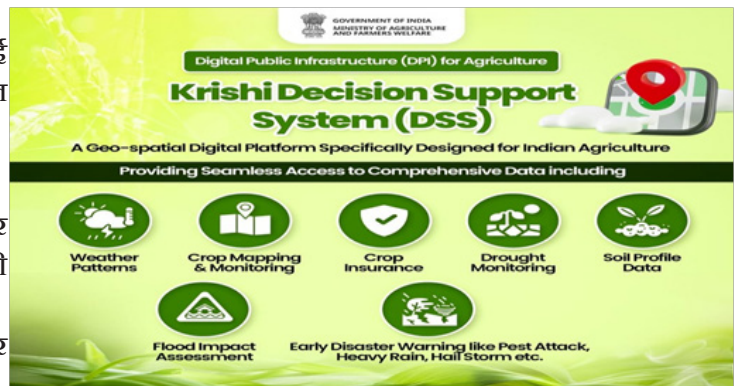 GOVERNMENT OF INDIA
MINISTRY OF AGRICULTURE
AND FARMERS WELFARE
Digital Public Infrastructure (DPI) for Agriculture
Krishi Decision Support
System (DSS)
A Geo-spatial Digital Platform Specifically Designed for Indian Agriculture
Providing Seamless Access to Comprehensive Data including
Weather
Patterns
Crop Mapping
& Monitoring
Crop
Insurance
Drought
Monitoring
Soil Profile
Data
Flood Impact
Assessment
Early Disaster Warning like Pest Attack,
Heavy Rain, Hail Storm etc.